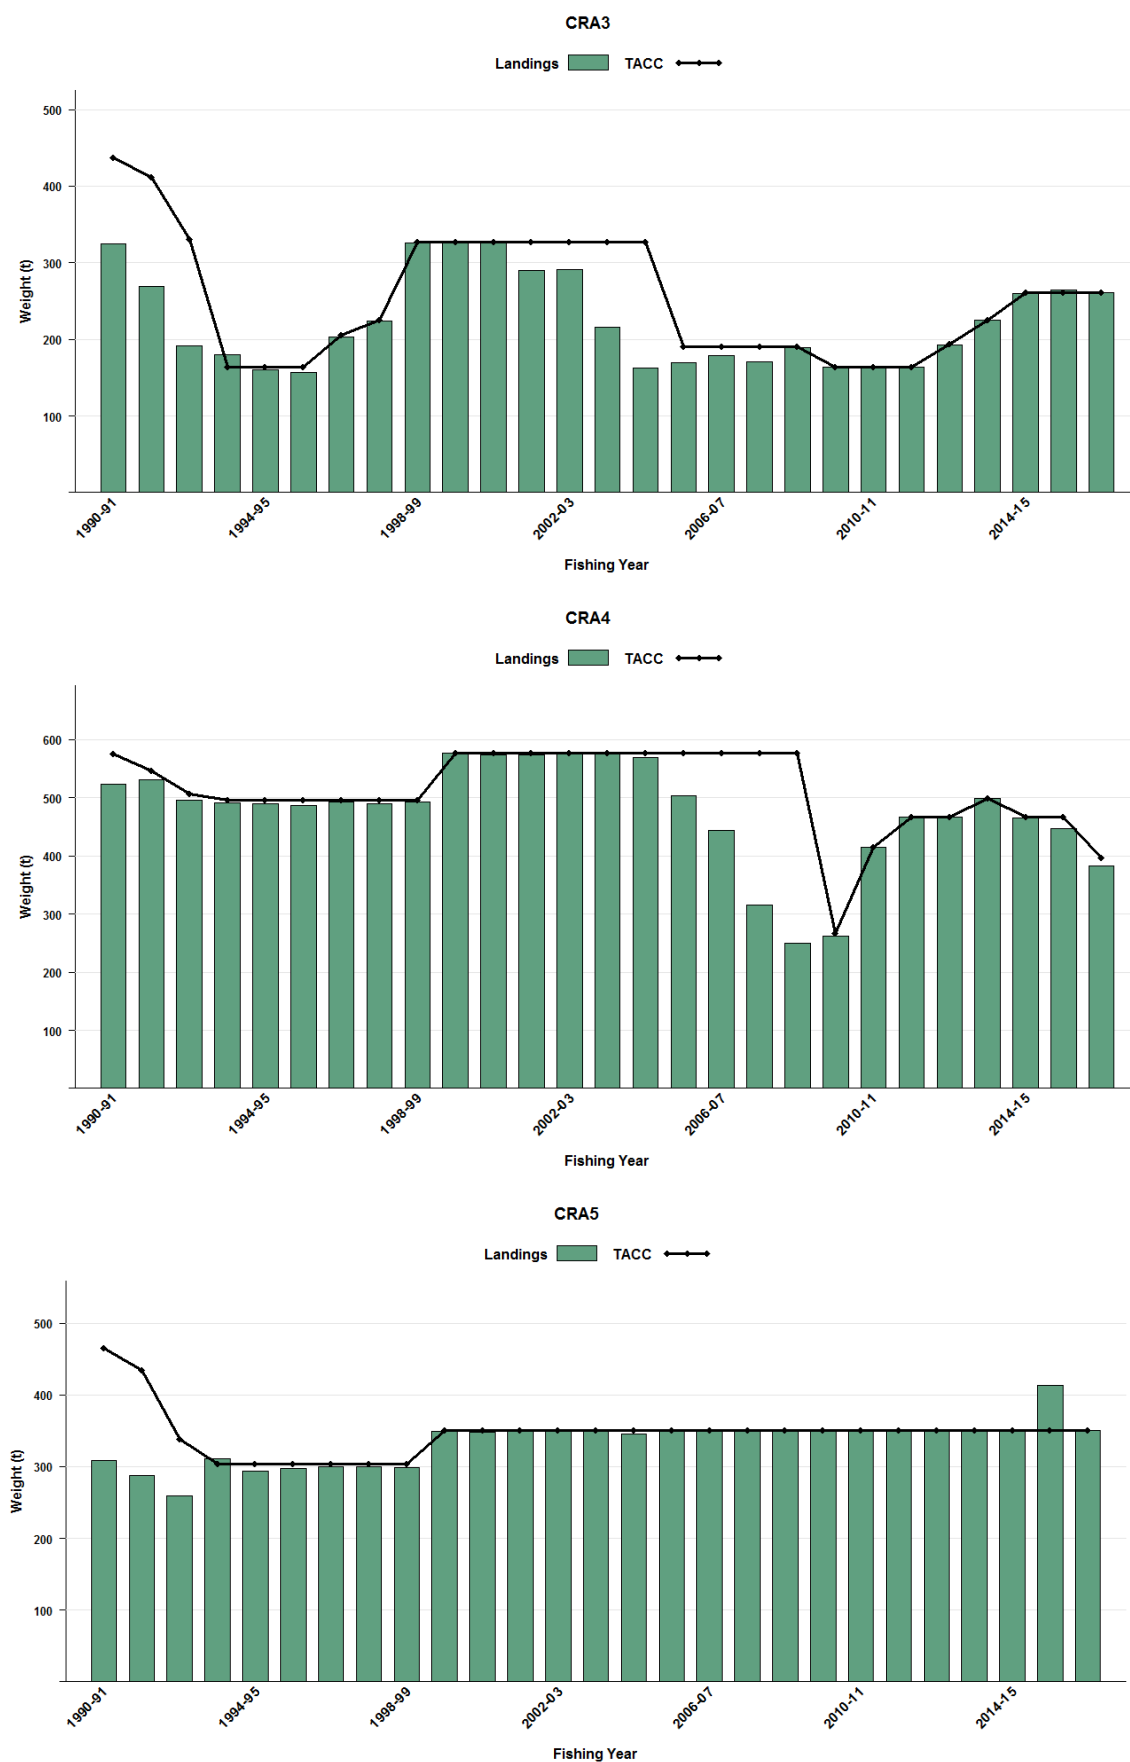 CRA3
Landings TACC
500
400
300
200
100
Weight (t)
1990-91 1994-95 1998-99 2002-03 2006-07 2010-11 2014-15
Fishing Year
CRA4
Landings TACC
600
500
400
300
200
100
Weight (t)
1990-91 1994-95 1998-99 2002-03 2006-07 2010-11 2014-15
Fishing Year
CRA5
Landings TACC
500
400
300
200
100
Weight (t)
1990-91 1994-95 1998-99 2002-03 2006-07 2010-11 2014-15
Fishing Year